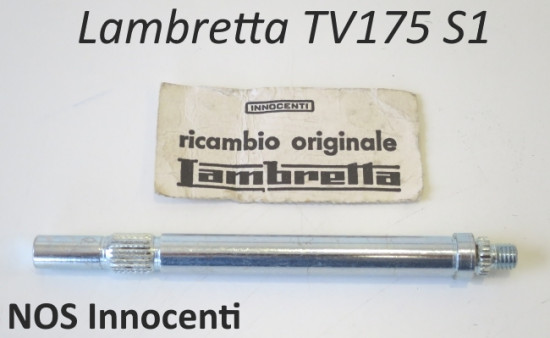 Lambretta TV175 S1
INNOCENTI
ricambio originale
Lambretta
NOS Innocenti